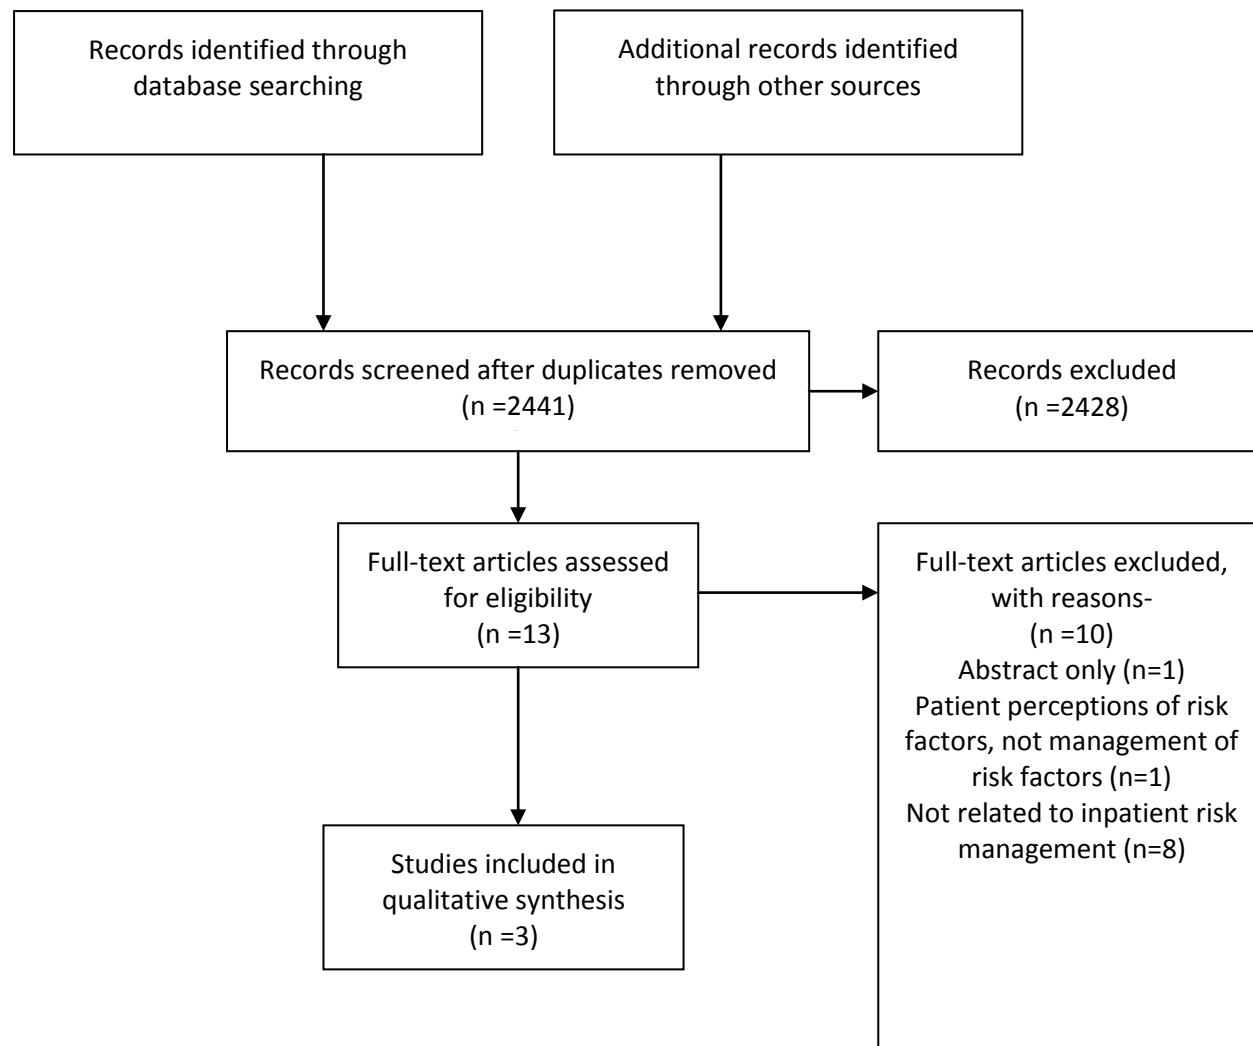 Records identified through
database searching
Additional records identified
through other sources
Records screened after duplicates removed
(n =2441)
Records excluded
(n =2428)
Full-text articles assessed
for eligibility
(n =13)
Full-text articles excluded,
with reasons-
(n =10)
Abstract only (n=1)
Patient perceptions of risk
factors, not management of
risk factors (n=1)
Not related to inpatient risk
management (n=8)
Studies included in
qualitative synthesis
(n =3)